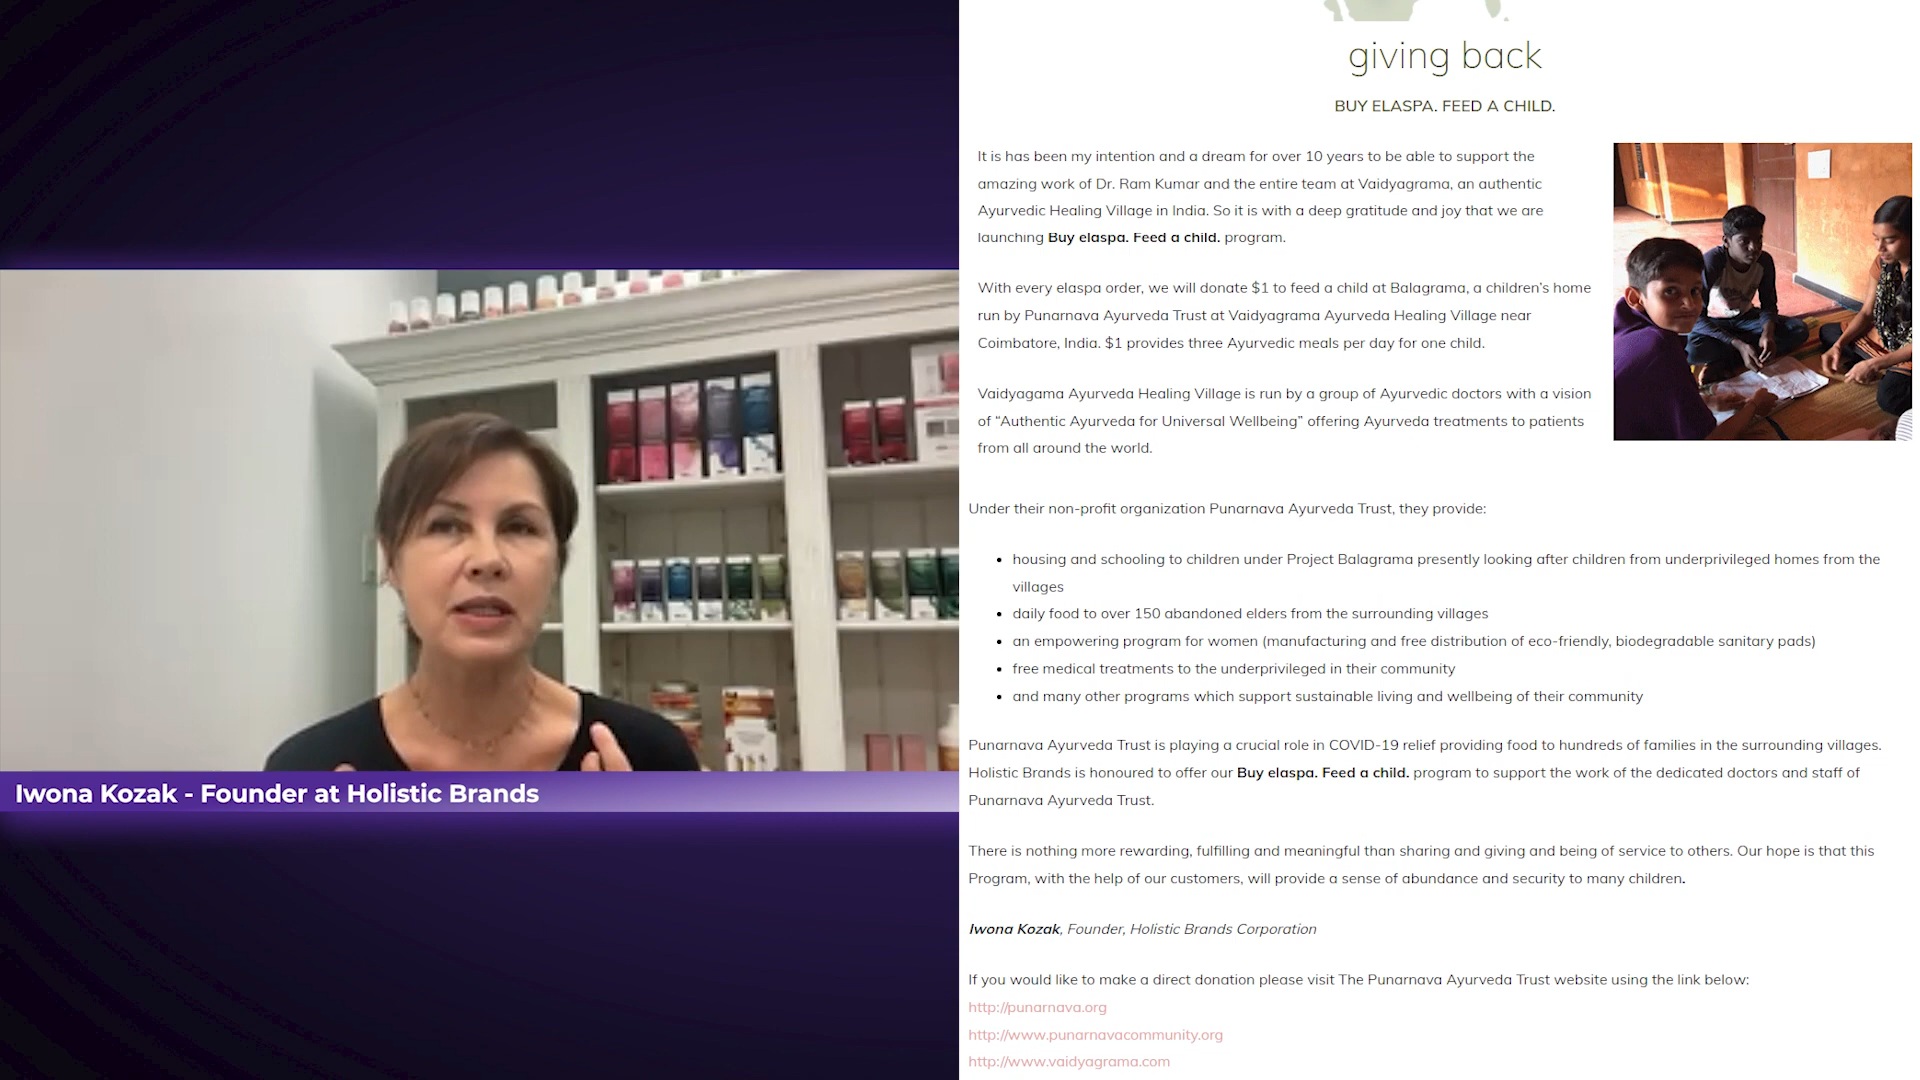 giving back
BUY ELASPA. FEED A CHILD.
It is has been my intention and a dream for over 10 years to be able to support the
amazing work of Dr. Ram Kumar and the entire team at Vaidyagrama, an authentic
Ayurvedic Healing Village in India. So it is with a deep gratitude and joy that we are
launching Buy elaspa. Feed a child. program.
With every elaspa order, we will donate $1 to feed a child at Balagrama, a children’s home
run by Punarnava Ayurveda Trust at Vaidyagrama Ayurveda Healing Village near
Coimbatore, India. $1 provides three Ayurvedic meals per day for one child.
Vaidyagama Ayurveda Healing Village is run by a group of Ayurvedic doctors with a vision
of “Authentic Ayurveda for Universal Wellbeing” offering Ayurveda treatments to patients
from all around the world.
Under their non-profit organization Punarnava Ayurveda Trust, they provide:
• housing and schooling to children under Project Balagrama presently looking after children from underprivileged homes from the
villages
• daily food to over 150 abandoned elders from the surrounding villages
• an empowering program for women (manufacturing and free distribution of eco-friendly, biodegradable sanitary pads)
• free medical treatments to the underprivileged in their community
• and many other programs which support sustainable living and wellbeing of their community
Punarnava Ayurveda Trust is playing a crucial role in COVID-19 relief providing food to hundreds of families in the surrounding villages.
Holistic Brands is honoured to offer our Buy elaspa. Feed a child. program to support the work of the dedicated doctors and staff of
Punarnava Ayurveda Trust.
There is nothing more rewarding, fulfilling and meaningful than sharing and giving and being of service to others. Our hope is that this
Program, with the help of our customers, will provide a sense of abundance and security to many children.
Iwona Kozak, Founder, Holistic Brands Corporation
If you would like to make a direct donation please visit The Punarnava Ayurveda Trust website using the link below:
http://punarnava.org
http://www.punarnavacommunity.org
http://www.vaidyagrama.com
Iwona Kozak - Founder at Holistic Brands